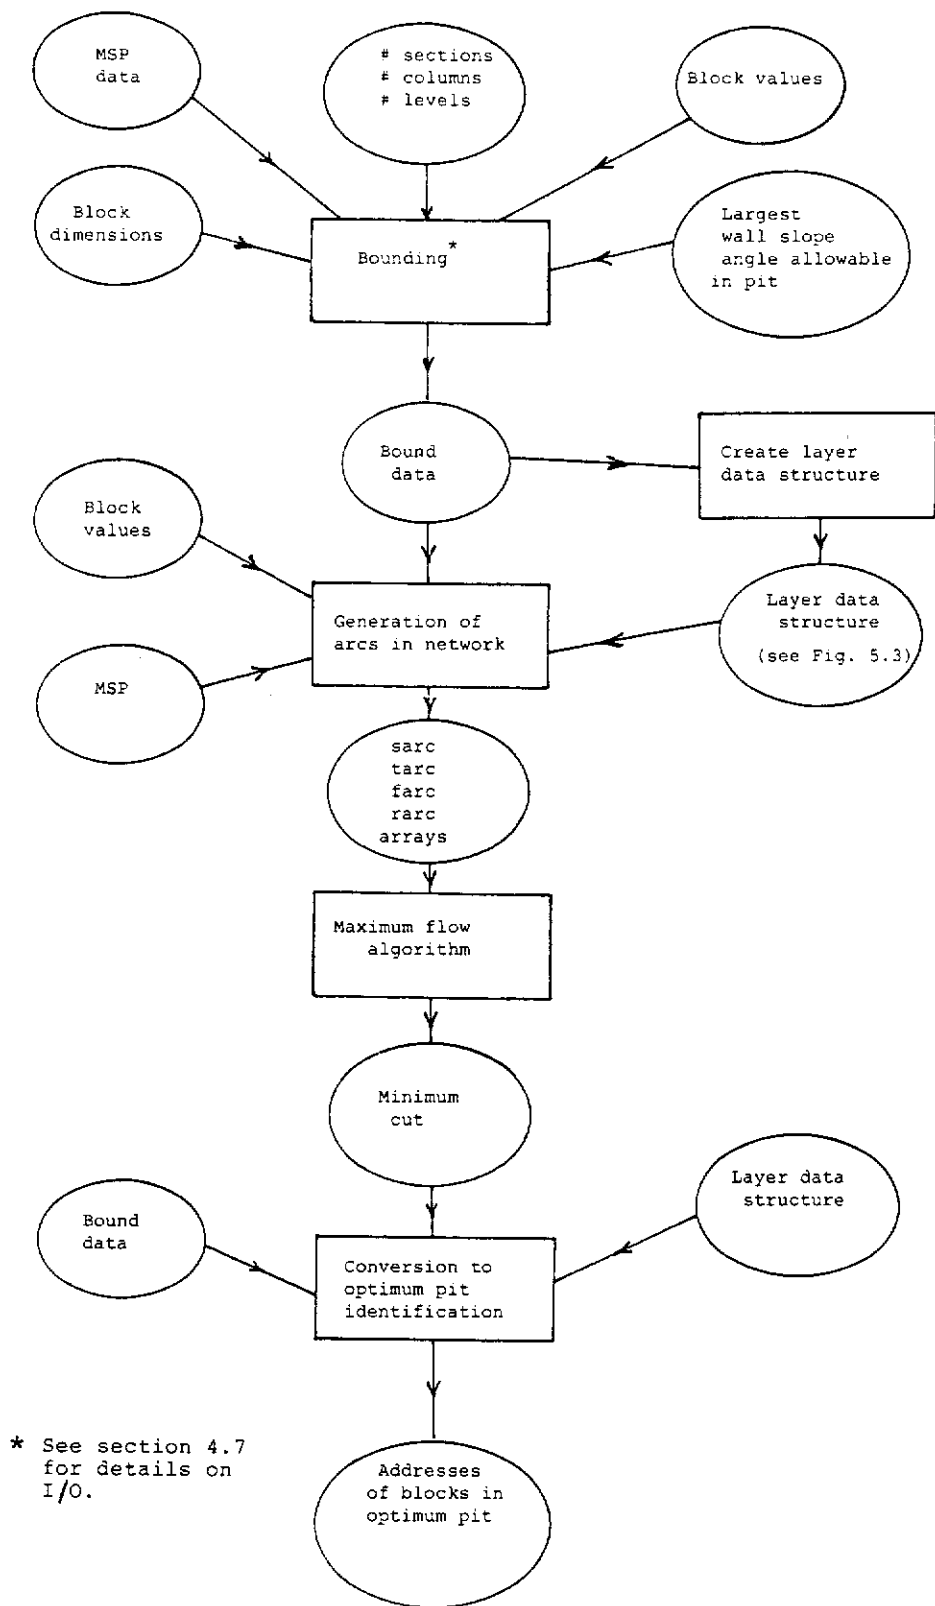 MSP
data
# sections
# columns
# levels
Block values
Block
dimensions
Bounding*
Largest
wall slope
angle allowable
in pit
Bound
data
Create layer
data structure
Block
values
Generation of
arcs in network
Layer data
structure
(see Fig. 5.3)
MSP
sarc
tarc
farc
rarc
arrays
Maximum flow
algorithm
Minimum
cut
Bound
data
Layer data
structure
Conversion to
optimum pit
identification
* See section 4.7
for details on
I/O.
Addresses
of blocks in
optimum pit